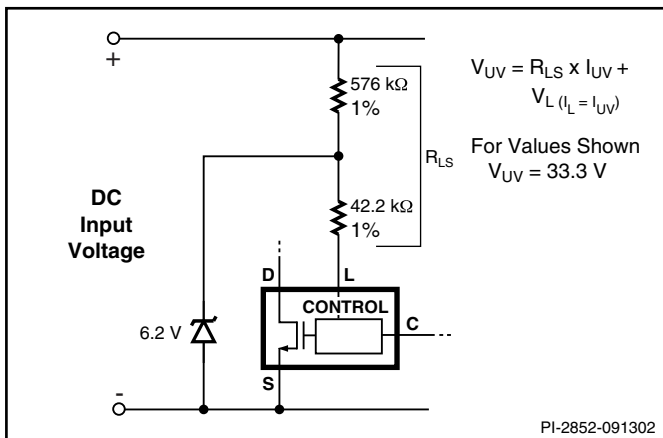 +
576 kΩ
1%
R_LS
V_UV = R_LS x I_UV +
V_L (I_L = I_UV)
For Values Shown
V_UV = 33.3 V
DC
Input
Voltage
42.2 kΩ
1%
D
L
CONTROL
C
6.2 V
S
-
PI-2852-091302